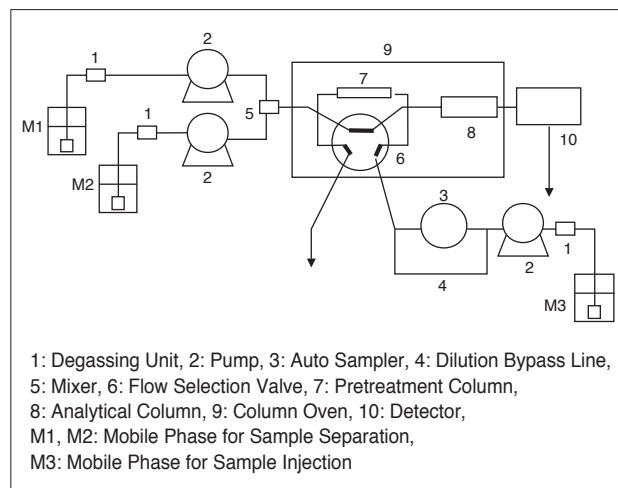 1
2
9
M1
7
1
5
M2
2
6
8
10
3
1
2
4
M3
1: Degassing Unit, 2: Pump, 3: Auto Sampler, 4: Dilution Bypass Line,
5: Mixer, 6: Flow Selection Valve, 7: Pretreatment Column,
8: Analytical Column, 9: Column Oven, 10: Detector,
M1, M2: Mobile Phase for Sample Separation,
M3: Mobile Phase for Sample Injection